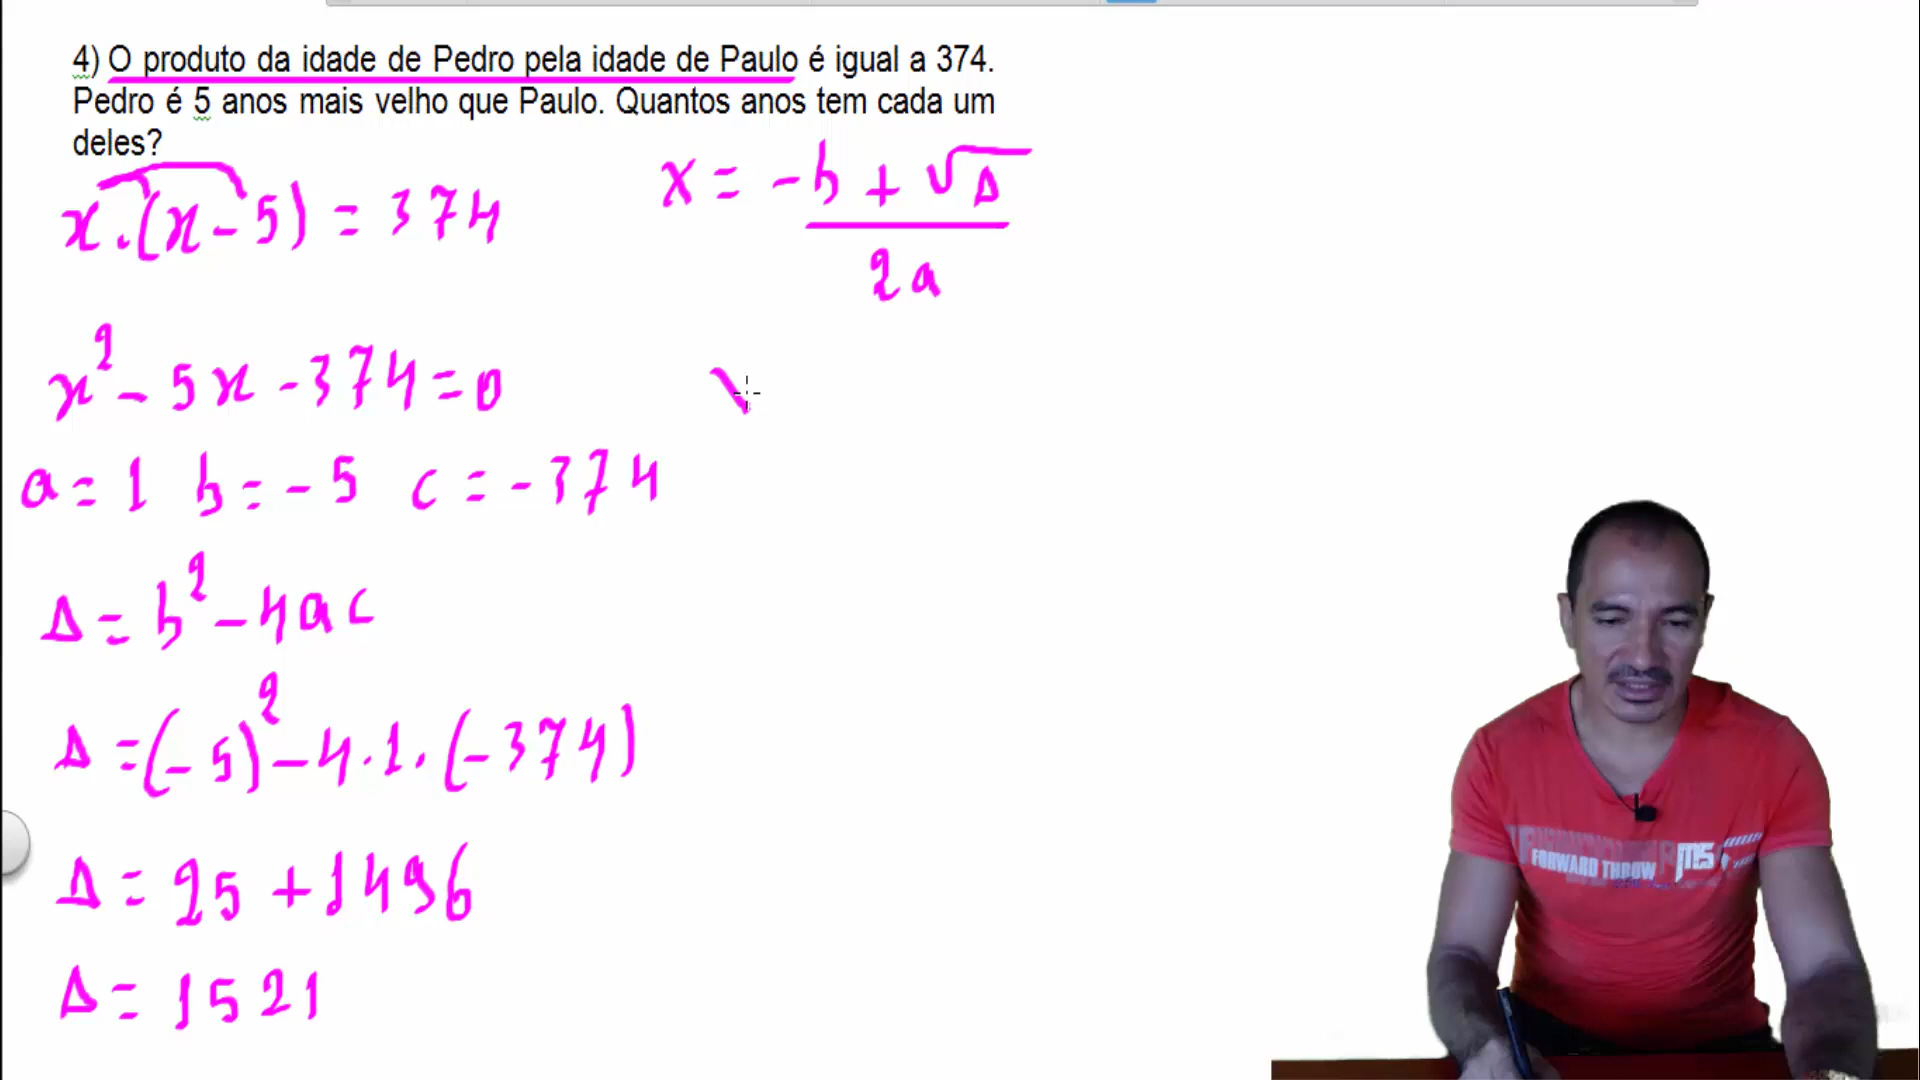 4) O produto da idade de Pedro pela idade de Paulo é igual a 374.
Pedro é 5 anos mais velho que Paulo. Quantos anos tem cada um
deles?
x.(x-5)=374
x² - 5x - 374 = 0
a = 1 b = -5 c = -374
Δ = b² - 4ac
Δ = (-5)² - 4.1.(-374)
Δ = 25 + 1496
Δ = 1521
x = -b + √Δ
2a
FORWARD THROW
MS